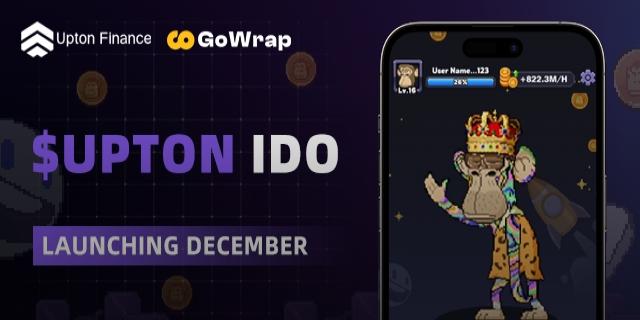 Upton Finance
GoWrap
$UPTON IDO
LAUNCHING DECEMBER
User Name...123
26%
Lv.16
+822.3M/H